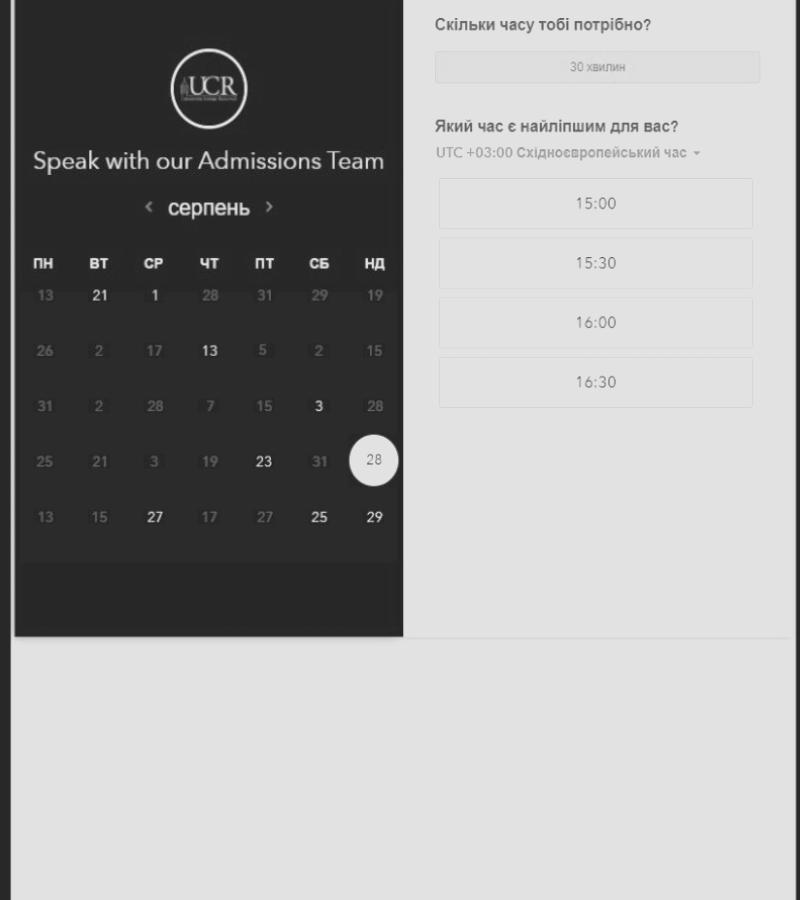 UCR
Speak with our Admissions Team
серпень
ПН ВТ СР ЧТ ПТ СБ НД
13 21 1 28 31 29 19
26 2 17 13 5 2 15
31 2 28 7 15 3 28
25 21 3 19 23 31 28
13 15 27 17 27 25 29
Скільки часу тобі потрібно?
30 хвилин
Який час є найліпшим для вас?
UTC +03:00 Східноєвропейський час
15:00
15:30
16:00
16:30